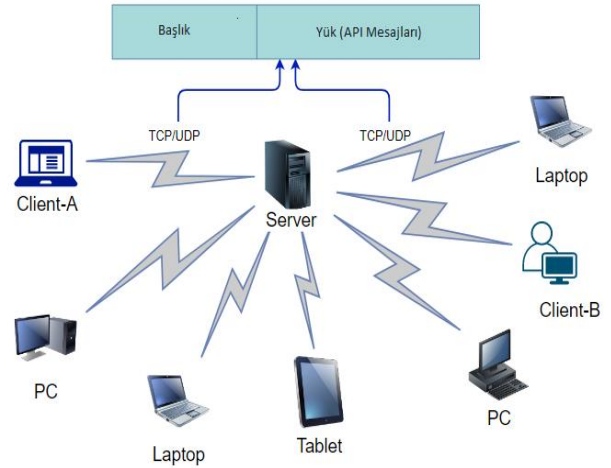 Başlık
Yük (API Mesajları)
TCP/UDP
TCP/UDP
Laptop
Client-A
Server
Client-B
PC
PC
Laptop
Tablet